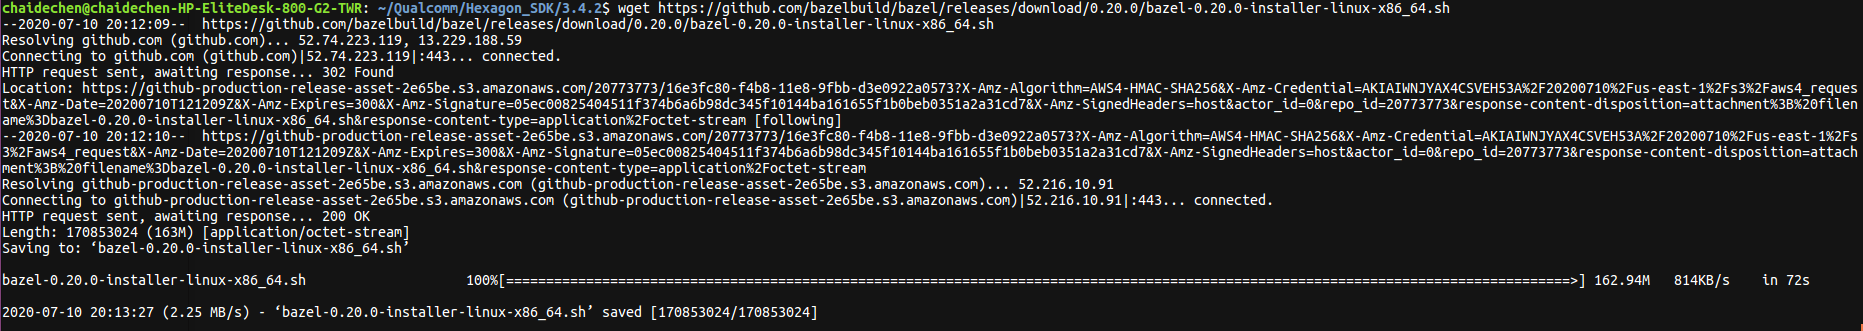 chaidechen@chaidechen-HP-EliteDesk-800-G2-TWR: ~/Qualcomm/Hexagon_SDK/3.4.2$ wget https://github.com/bazelbuild/bazel/releases/download/0.20.0/bazel-0.20.0-installer-linux-x86_64.sh
--2020-07-10 20:12:09--  https://github.com/bazelbuild/bazel/releases/download/0.20.0/bazel-0.20.0-installer-linux-x86_64.sh
Resolving github.com (github.com)... 52.74.223.119, 13.229.188.59
Connecting to github.com (github.com)|52.74.223.119|:443... connected.
HTTP request sent, awaiting response... 302 Found
Location: https://github-production-release-asset-2e65be.s3.amazonaws.com/20773773/16e3fc80-f4b8-11e8-9fbb-d3e0922a0573?X-Amz-Algorithm=AWS4-HMAC-SHA256&X-Amz-Credential=AKIAIWNJYAX4CSVEH53A%2F20200710%2Fus-east-1%2Fs3%2Faws4_reques
t&X-Amz-Date=20200710T121209Z&X-Amz-Expires=300&X-Amz-Signature=05ec00825404511f374b6a6b98dc345f10144ba161655f1b0beb0351a2a31cd7&X-Amz-SignedHeaders=host&actor_id=0&repo_id=20773773&response-content-disposition=attachment%3B%20filen
ame%3Dbazel-0.20.0-installer-linux-x86_64.sh&response-content-type=application%2Foctet-stream [following]
--2020-07-10 20:12:10--  https://github-production-release-asset-2e65be.s3.amazonaws.com/20773773/16e3fc80-f4b8-11e8-9fbb-d3e0922a0573?X-Amz-Algorithm=AWS4-HMAC-SHA256&X-Amz-Credential=AKIAIWNJYAX4CSVEH53A%2F20200710%2Fus-east-1%2Fs
3%2Faws4_request&X-Amz-Date=20200710T121209Z&X-Amz-Expires=300&X-Amz-Signature=05ec00825404511f374b6a6b98dc345f10144ba161655f1b0beb0351a2a31cd7&X-Amz-SignedHeaders=host&actor_id=0&repo_id=20773773&response-content-disposition=attach
ment%3B%20filename%3Dbazel-0.20.0-installer-linux-x86_64.sh&response-content-type=application%2Foctet-stream
Resolving github-production-release-asset-2e65be.s3.amazonaws.com (github-production-release-asset-2e65be.s3.amazonaws.com)... 52.216.10.91
Connecting to github-production-release-asset-2e65be.s3.amazonaws.com (github-production-release-asset-2e65be.s3.amazonaws.com)|52.216.10.91|:443... connected.
HTTP request sent, awaiting response... 200 OK
Length: 170853024 (163M) [application/octet-stream]
Saving to: ‘bazel-0.20.0-installer-linux-x86_64.sh’
bazel-0.20.0-installer-linux-x86_64.sh                    100%[=====================================================================================================================================>] 162.94M   814KB/s    in 72s
2020-07-10 20:13:27 (2.25 MB/s) - ‘bazel-0.20.0-installer-linux-x86_64.sh’ saved [170853024/170853024]